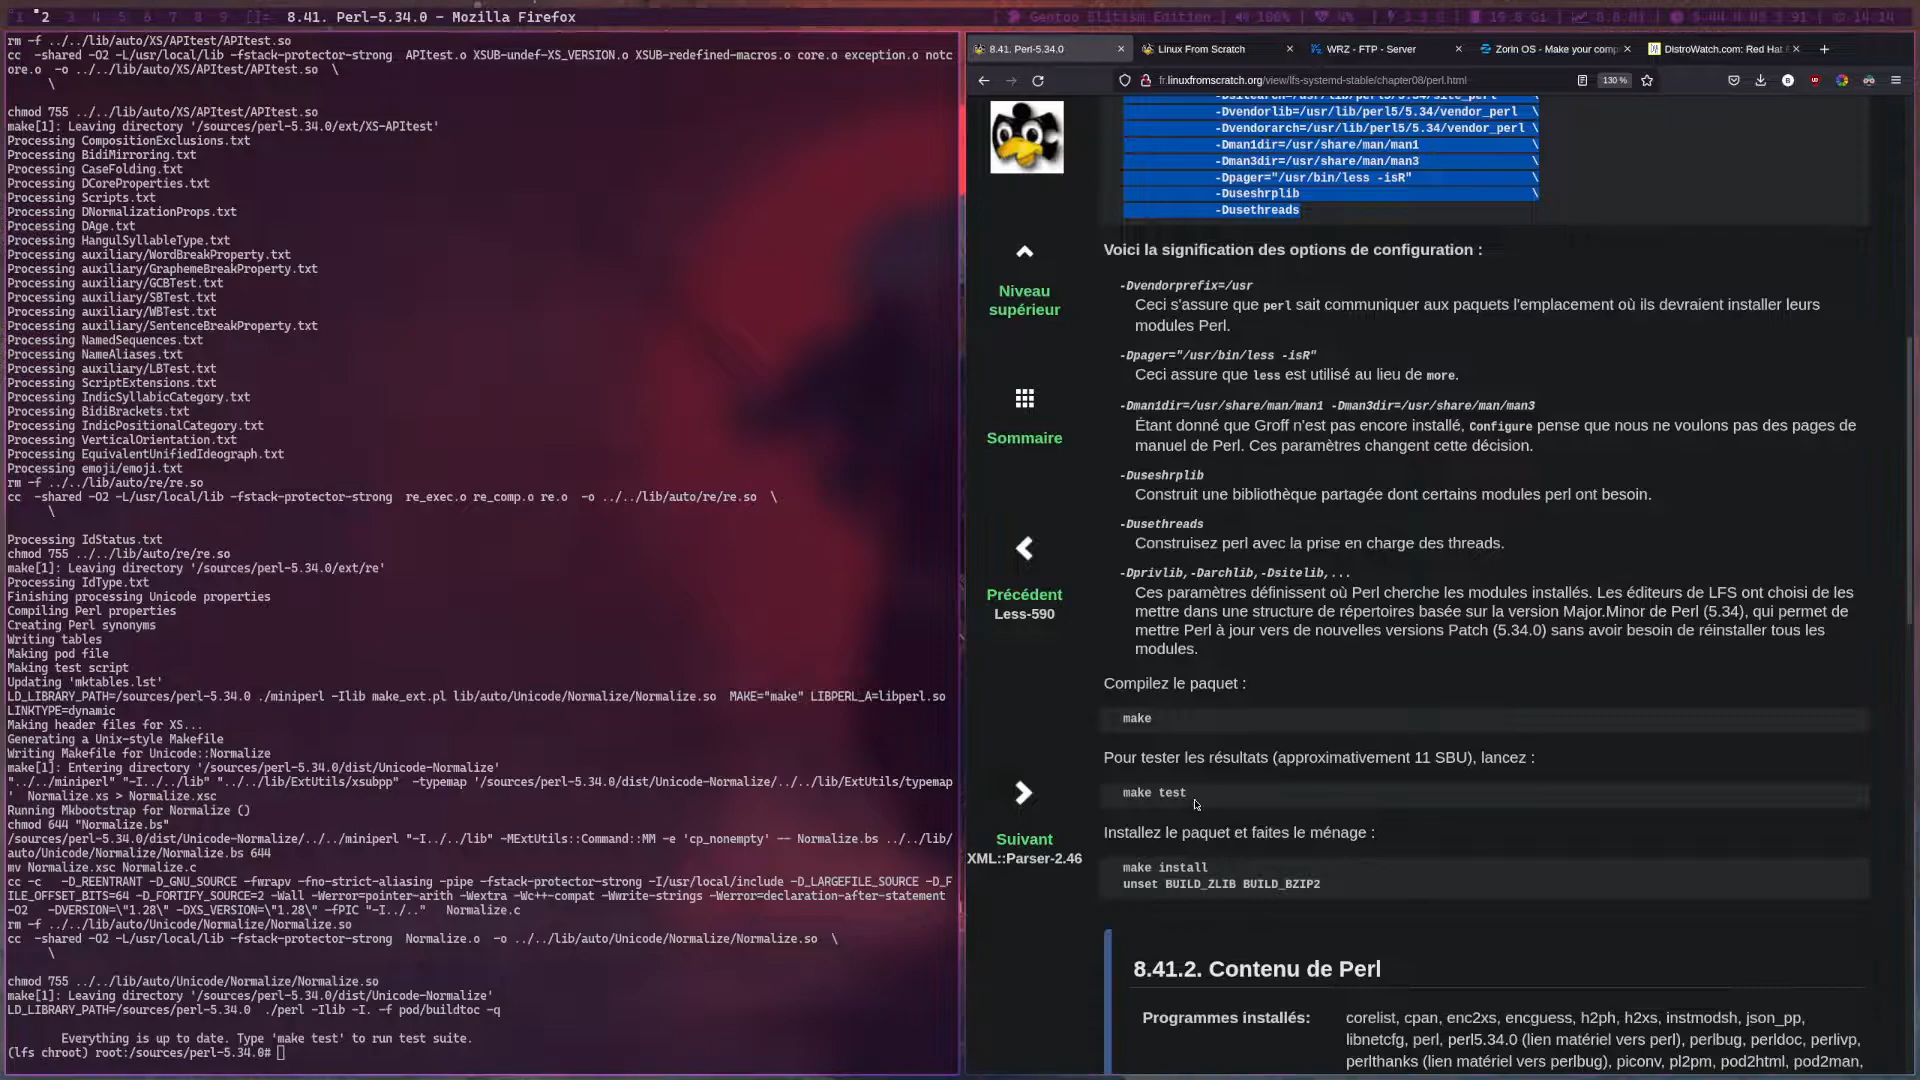 2
8.41. Perl-5.34.0 - Mozilla Firefox
Gentoo Elitism Edition
rm -f ../../lib/auto/XS/APItest/APItest.so
cc  -shared -O2 -L/usr/local/lib -fstack-protector-strong  APItest.o XSUB-undef-XS_VERSION.o XSUB-redefined-macros.o core.o exception.o notc
ore.o  -o ../../lib/auto/XS/APItest/APItest.so  \
\
chmod 755 ../../lib/auto/XS/APItest/APItest.so
make[1]: Leaving directory '/sources/perl-5.34.0/ext/XS-APItest'
Processing CompositionExclusions.txt
Processing BidiMirroring.txt
Processing CaseFolding.txt
Processing DCoreProperties.txt
Processing Scripts.txt
Processing DNormalizationProps.txt
Processing DAge.txt
Processing HangulSyllableType.txt
Processing auxiliary/WordBreakProperty.txt
Processing auxiliary/GraphemeBreakProperty.txt
Processing auxiliary/GCBTest.txt
Processing auxiliary/SBTest.txt
Processing auxiliary/WBTest.txt
Processing auxiliary/SentenceBreakProperty.txt
Processing NamedSequences.txt
Processing NameAliases.txt
Processing auxiliary/LBTest.txt
Processing ScriptExtensions.txt
Processing IndicSyllabicCategory.txt
Processing BidiBrackets.txt
Processing IndicPositionalCategory.txt
Processing VerticalOrientation.txt
Processing EquivalentUnifiedIdeograph.txt
Processing emoji/emoji.txt
rm -f ../../lib/auto/re/re.so
cc  -shared -O2 -L/usr/local/lib -fstack-protector-strong  re_exec.o re_comp.o re.o  -o ../../lib/auto/re/re.so  \
\
Processing IdStatus.txt
chmod 755 ../../lib/auto/re/re.so
make[1]: Leaving directory '/sources/perl-5.34.0/ext/re'
Processing IdType.txt
Finishing processing Unicode properties
Compiling Perl properties
Creating Perl synonyms
Writing tables
Making pod file
Making test script
Updating 'mktables.lst'
LD_LIBRARY_PATH=/sources/perl-5.34.0 ./miniperl -Ilib make_ext.pl lib/auto/Unicode/Normalize/Normalize.so  MAKE="make" LIBPERL_A=libperl.so
LINKTYPE=dynamic
Making header files for XS...
Generating a Unix-style Makefile
Writing Makefile for Unicode::Normalize
make[1]: Entering directory '/sources/perl-5.34.0/dist/Unicode-Normalize'
"../../miniperl" "-I../../lib" "../../lib/ExtUtils/xsubpp"  -typemap '/sources/perl-5.34.0/dist/Unicode-Normalize/../../lib/ExtUtils/typemap
'  Normalize.xs > Normalize.xsc
Running Mkbootstrap for Normalize ()
chmod 644 "Normalize.bs"
/sources/perl-5.34.0/dist/Unicode-Normalize/../../miniperl "-I../../lib" -MExtUtils::Command::MM -e 'cp_nonempty' -- Normalize.bs ../../lib/
auto/Unicode/Normalize/Normalize.bs 644
mv Normalize.xsc Normalize.c
cc -c   -D_REENTRANT -D_GNU_SOURCE -fwrapv -fno-strict-aliasing -pipe -fstack-protector-strong -I/usr/local/include -D_LARGEFILE_SOURCE -D_F
ILE_OFFSET_BITS=64 -D_FORTIFY_SOURCE=2 -Wall -Werror=pointer-arith -Wextra -Wc++-compat -Wwrite-strings -Werror=declaration-after-statement
-O2   -DVERSION=\"1.28\" -DXS_VERSION=\"1.28\" -fPIC "-I../.."   Normalize.c
rm -f ../../lib/auto/Unicode/Normalize/Normalize.so
cc  -shared -O2 -L/usr/local/lib -fstack-protector-strong  Normalize.o  -o ../../lib/auto/Unicode/Normalize/Normalize.so  \
\
chmod 755 ../../lib/auto/Unicode/Normalize/Normalize.so
make[1]: Leaving directory '/sources/perl-5.34.0/dist/Unicode-Normalize'
LD_LIBRARY_PATH=/sources/perl-5.34.0  ./perl -Ilib -I. -f pod/buildtoc -q
Everything is up to date. Type 'make test' to run test suite.
(lfs chroot) root:/sources/perl-5.34.0#
8.41. Perl-5.34.0
Linux From Scratch
WRZ - FTP - Server
Zorin OS - Make your comp
DistroWatch.com: Red Hat E
fr.linuxfromscratch.org/view/lfs-systemd-stable/chapter08/perl.html
130 %
-Dsitearch=/usr/lib/perl5/5.34/site_perl \
-Dvendorlib=/usr/lib/perl5/5.34/vendor_perl \
-Dvendorarch=/usr/lib/perl5/5.34/vendor_perl \
-Dman1dir=/usr/share/man/man1 \
-Dman3dir=/usr/share/man/man3 \
-Dpager="/usr/bin/less -isR" \
-Duseshrplib \
-Dusethreads
Niveau
supérieur
Sommaire
Précédent
Less-590
Suivant
XML::Parser-2.46
Voici la signification des options de configuration :
-Dvendorprefix=/usr
Ceci s'assure que perl sait communiquer aux paquets l'emplacement où ils devraient installer leurs
modules Perl.
-Dpager="/usr/bin/less -isR"
Ceci assure que less est utilisé au lieu de more.
-Dman1dir=/usr/share/man/man1 -Dman3dir=/usr/share/man/man3
Étant donné que Groff n'est pas encore installé, Configure pense que nous ne voulons pas des pages de
manuel de Perl. Ces paramètres changent cette décision.
-Duseshrplib
Construit une bibliothèque partagée dont certains modules perl ont besoin.
-Dusethreads
Construisez perl avec la prise en charge des threads.
-Dprivlib,-Darchlib,-Dsitelib,...
Ces paramètres définissent où Perl cherche les modules installés. Les éditeurs de LFS ont choisi de les
mettre dans une structure de répertoires basée sur la version Major.Minor de Perl (5.34), qui permet de
mettre Perl à jour vers de nouvelles versions Patch (5.34.0) sans avoir besoin de réinstaller tous les
modules.
Compilez le paquet :
make
Pour tester les résultats (approximativement 11 SBU), lancez :
make test
Installez le paquet et faites le ménage :
make install
unset BUILD_ZLIB BUILD_BZIP2
8.41.2. Contenu de Perl
Programmes installés:
corelist, cpan, enc2xs, encguess, h2ph, h2xs, instmodsh, json_pp,
libnetcfg, perl, perl5.34.0 (lien matériel vers perl), perlbug, perldoc, perlivp,
perlthanks (lien matériel vers perlbug), piconv, pl2pm, pod2html, pod2man,